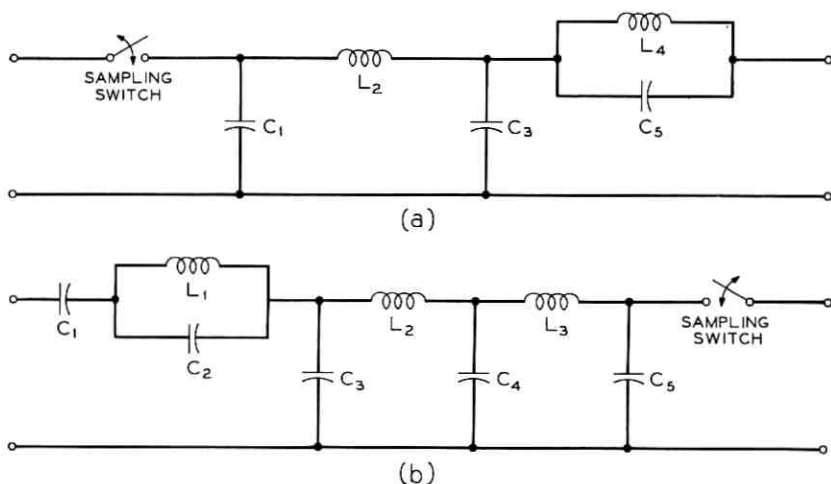 SAMPLING
SWITCH
C1
L2
C3
L4
C5
(a)
C1
L1
C2
C3
L2
C4
L3
C5
SAMPLING
SWITCH
(b)